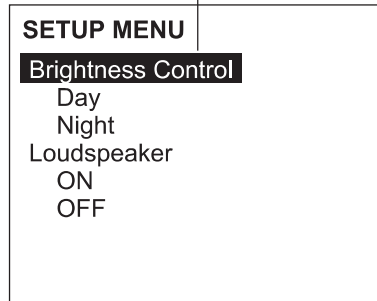 SETUP MENU
Brightness Control
Day
Night
Loudspeaker
ON
OFF